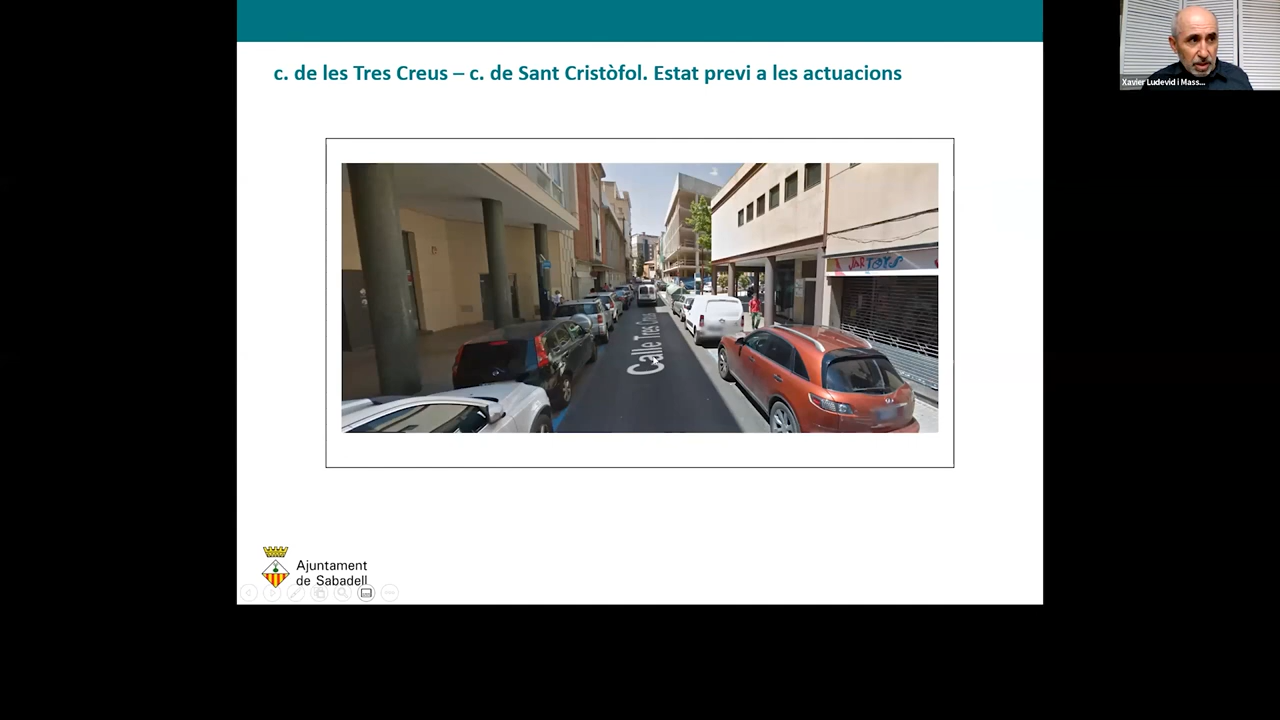 c. de les Tres Creus – c. de Sant Cristòfol. Estat previ a les actuacions
Xavier Ludevid i Mass...
Calle Tres Creus
JARTOYS
Ajuntament
de Sabadell